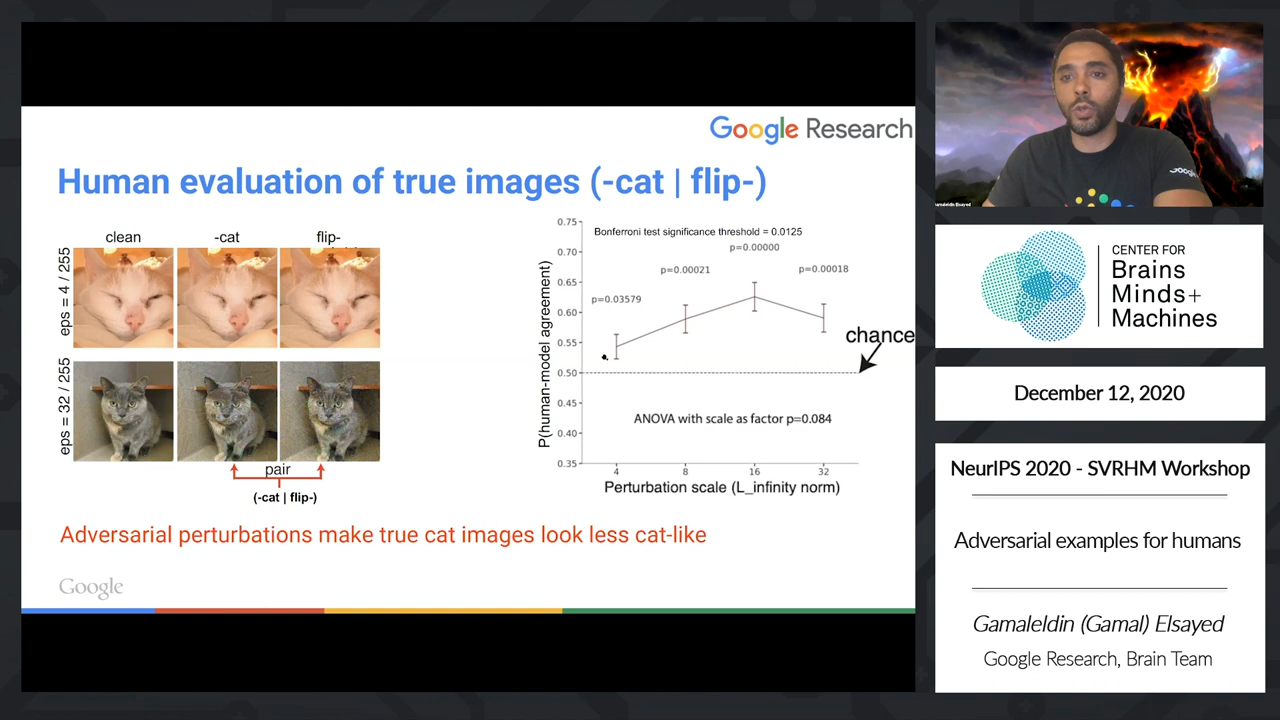 Google Research
Human evaluation of true images (-cat | flip-)
clean
-cat
flip-
eps = 4 / 255
eps = 32 / 255
pair
(-cat | flip-)
P(human-model agreement)
0.75
0.70
0.65
0.60
0.55
0.50
0.45
0.40
0.35
Bonferroni test significance threshold = 0.0125
p=0.03579
p=0.00021
p=0.00000
p=0.00018
chance
ANOVA with scale as factor p=0.084
4
8
16
32
Perturbation scale (L_infinity norm)
Adversarial perturbations make true cat images look less cat-like
Google
CENTER FOR
Brains
Minds+
Machines
December 12, 2020
NeurIPS 2020 - SVRHM Workshop
Adversarial examples for humans
Gamaleldin (Gamal) Elsayed
Google Research, Brain Team